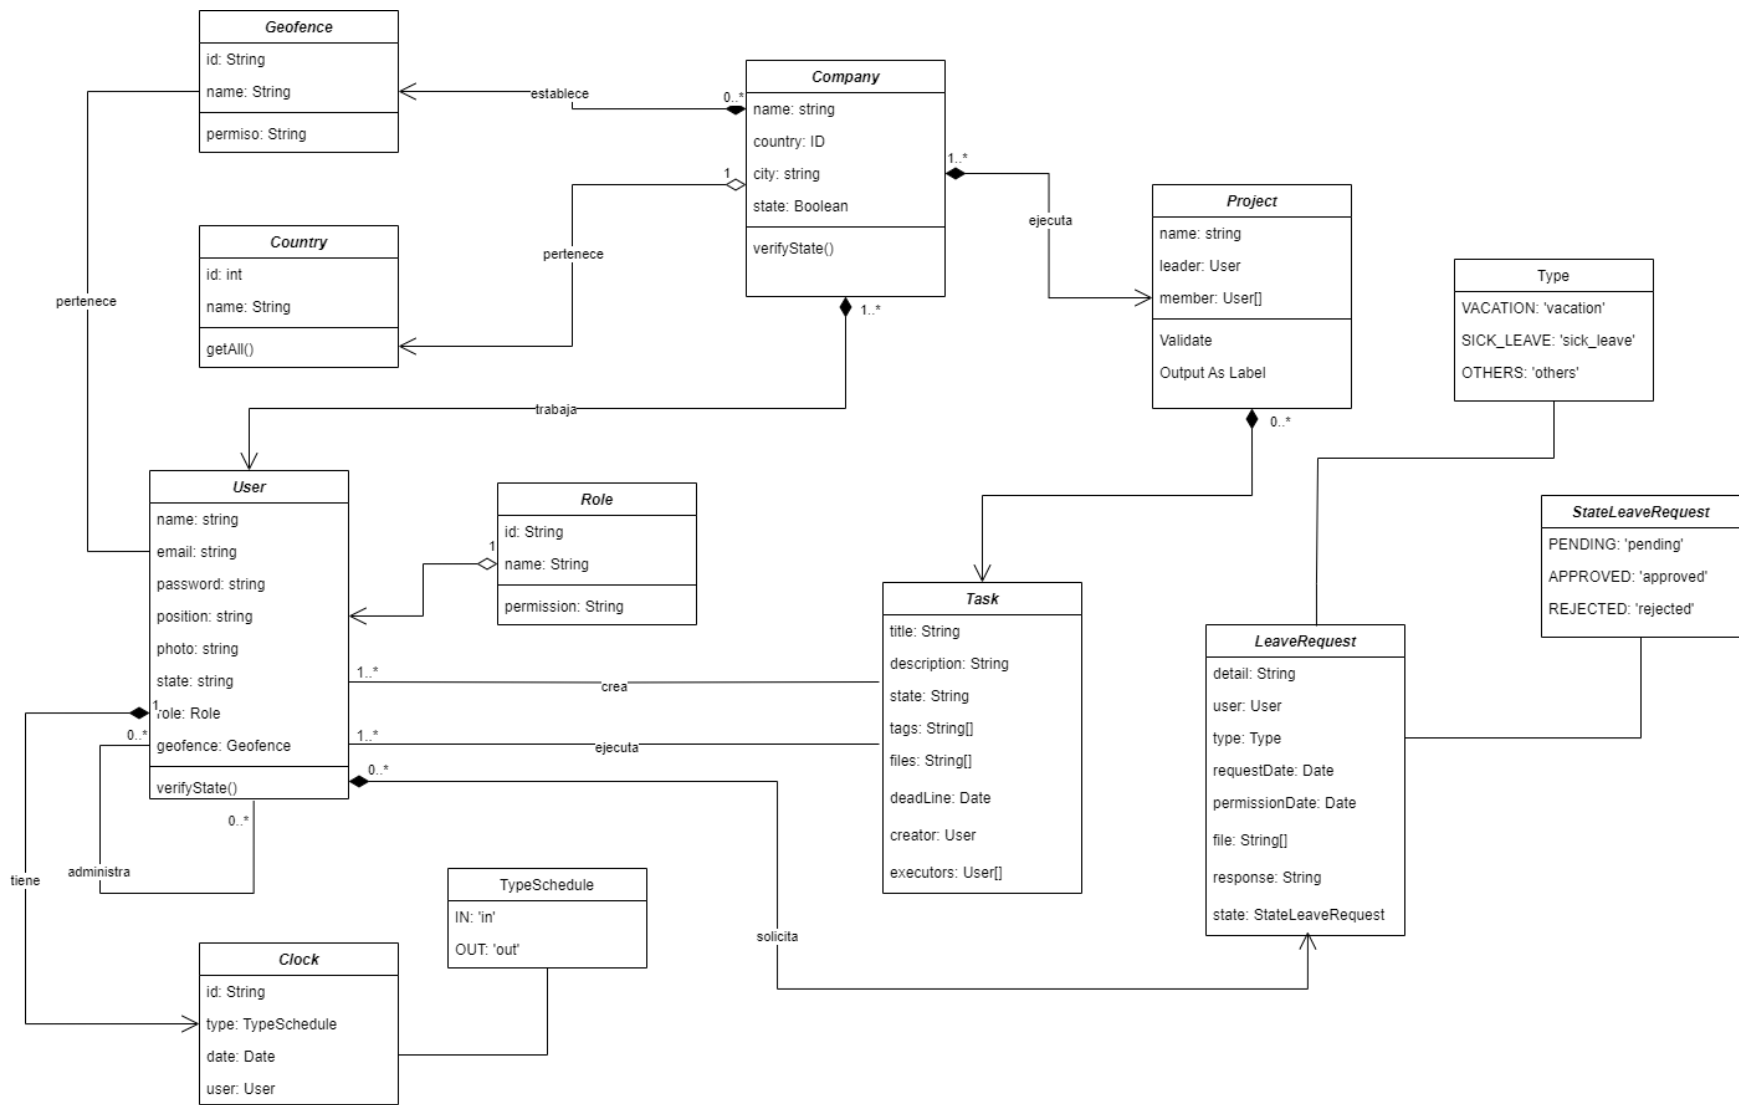 Geofence
id: String
name: String
permiso: String
establece
0..*
Company
name: string
country: ID
city: string
state: Boolean
verifyState()
1
pertenece
1..*
ejecuta
1..*
Country
id: int
name: String
getAll()
pertenece
trabaja
Project
name: string
leader: User
member: User[]
Validate
Output As Label
0..*
Type
VACATION: 'vacation'
SICK_LEAVE: 'sick_leave'
OTHERS: 'others'
User
name: string
email: string
password: string
position: string
photo: string
state: string
role: Role
geofence: Geofence
verifyState()
Role
id: String
name: String
permission: String
1
1..*
crea
1..*
ejecuta
0..*
solicita
1
tiene
0..*
0..*
administra
Task
title: String
description: String
state: String
tags: String[]
files: String[]
deadLine: Date
creator: User
executors: User[]
StateLeaveRequest
PENDING: 'pending'
APPROVED: 'approved'
REJECTED: 'rejected'
LeaveRequest
detail: String
user: User
type: Type
requestDate: Date
permissionDate: Date
file: String[]
response: String
state: StateLeaveRequest
TypeSchedule
IN: 'in'
OUT: 'out'
Clock
id: String
type: TypeSchedule
date: Date
user: User